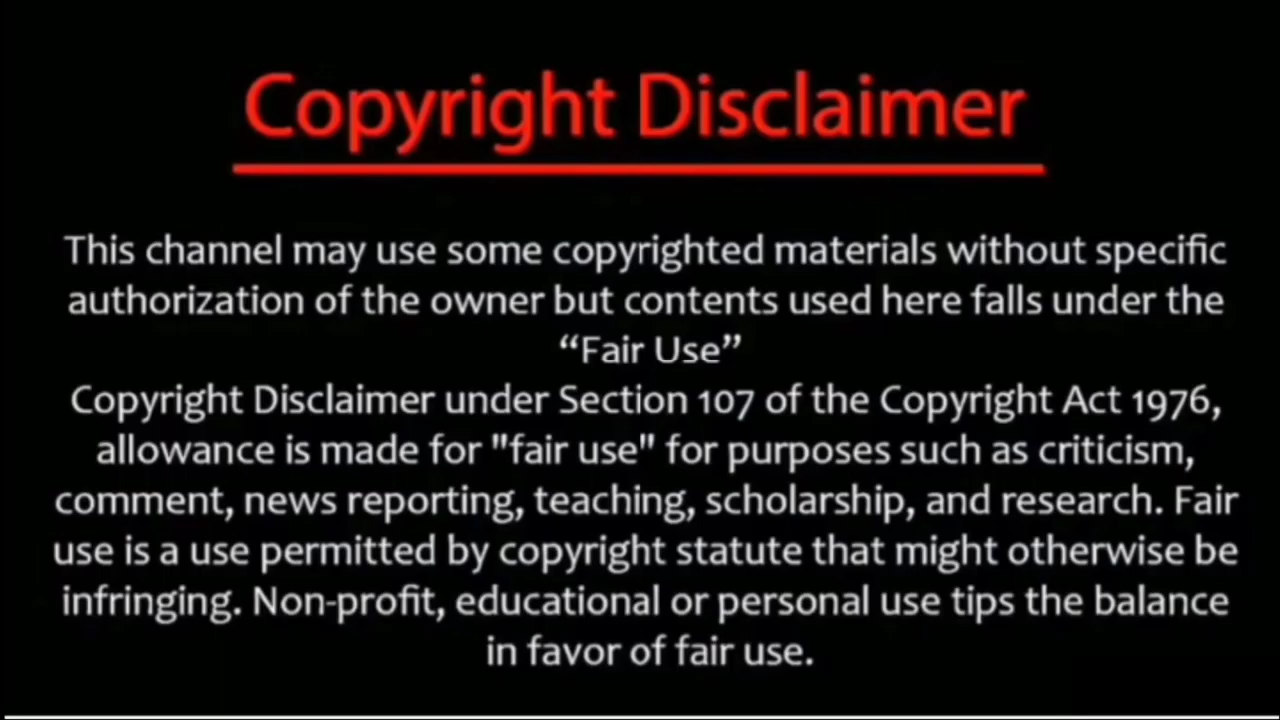 Copyright Disclaimer
This channel may use some copyrighted materials without specific
authorization of the owner but contents used here falls under the
“Fair Use”
Copyright Disclaimer under Section 107 of the Copyright Act 1976,
allowance is made for "fair use" for purposes such as criticism,
comment, news reporting, teaching, scholarship, and research. Fair
use is a use permitted by copyright statute that might otherwise be
infringing. Non-profit, educational or personal use tips the balance
in favor of fair use.